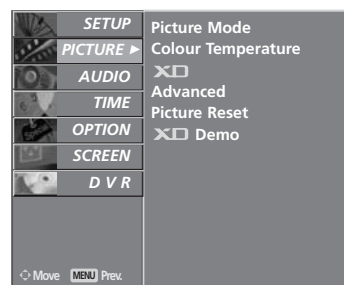 SETUP
PICTURE ►
AUDIO
TIME
OPTION
SCREEN
D V R
Move MENU Prev.
Picture Mode
Colour Temperature
XD
Advanced
Picture Reset
XD Demo